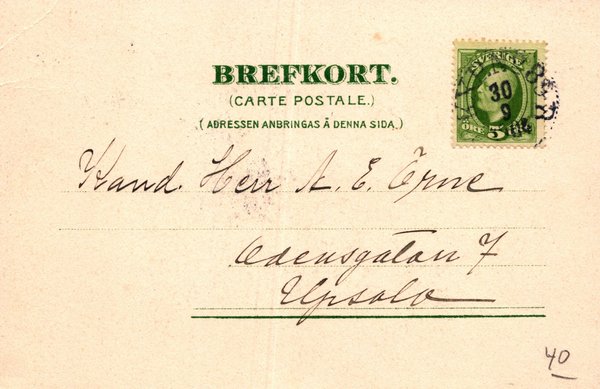 BREFKORT.
(CARTE POSTALE.)
(ADRESSEN ANBRINGAS Å DENNA SIDA.)
SVERIGE
30
9
04
5 ÖRE
Kand. Herr A. E. Örne
Odensgatan 7
Upsala
40